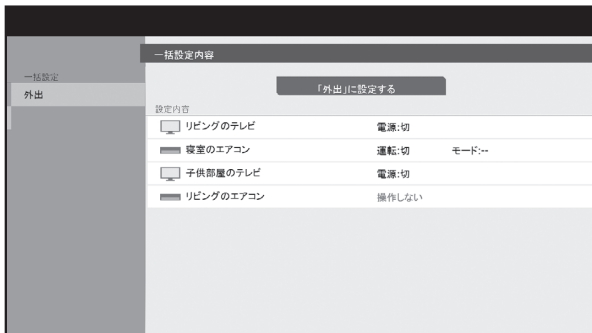 一括設定内容
一括設定
外出
「外出」に設定する
設定内容
リビングのテレビ 電源:切
寝室のエアコン 運転:切 モード:--
子供部屋のテレビ 電源:切
リビングのエアコン 操作しない